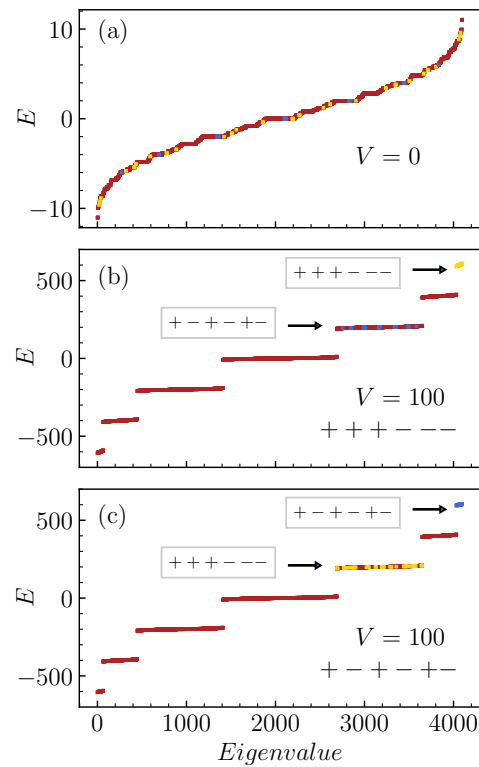 (a)
10
0
−10
E
V = 0
(b)
+ + + − − −
+ − + − + −
500
0
−500
E
V = 100
+ + + − − −
(c)
+ − + − + −
+ + + − − −
500
0
−500
E
V = 100
+ − + − + −
0 1000 2000 3000 4000
Eigenvalue